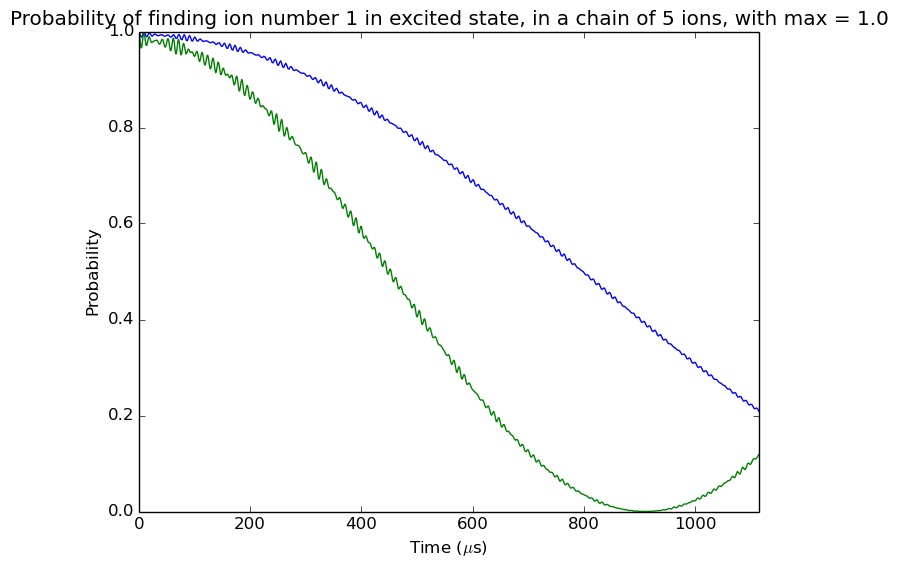 Probability of finding ion number 1 in excited state, in a chain of 5 ions, with max = 1.0
1.0
0.8
0.6
0.4
0.2
0.0
Probability
0 200 400 600 800 1000
Time (μs)